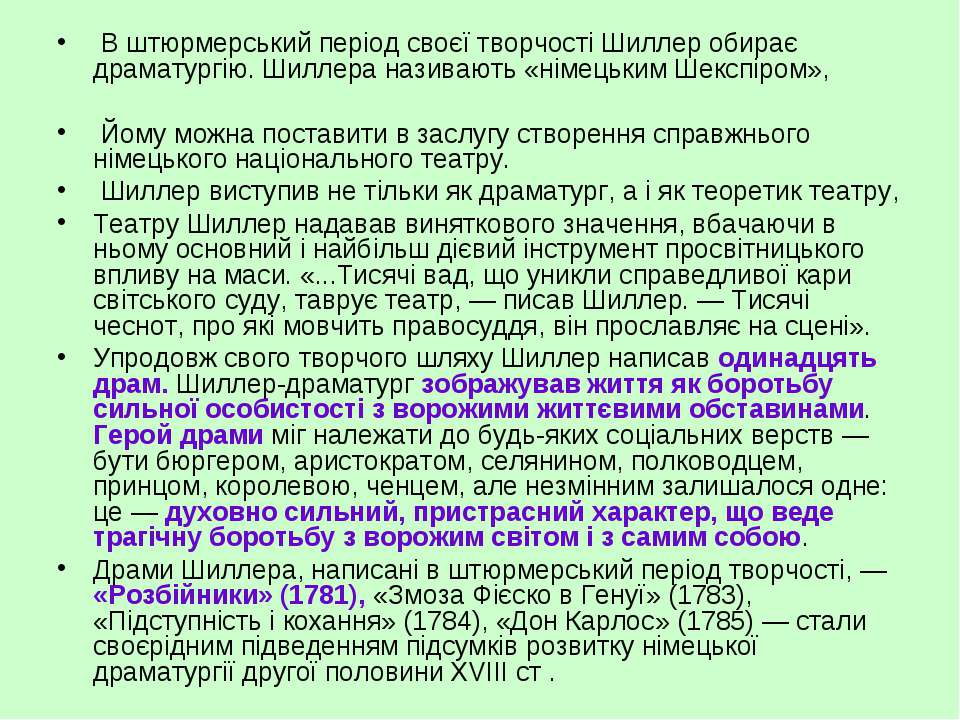 • В штюрмерський період своєї творчості Шиллер обирає
драматургію. Шиллера називають «німецьким Шекспіром»,
• Йому можна поставити в заслугу створення справжнього
німецького національного театру.
• Шиллер виступив не тільки як драматург, а і як теоретик театру,
• Театру Шиллер надавав виняткового значення, вбачаючи в
ньому основний і найбільш дієвий інструмент просвітницького
впливу на маси. «...Тисячі вад, що уникли справедливої кари
світського суду, таврує театр, — писав Шиллер. — Тисячі
чеснот, про які мовчить правосуддя, він прославляє на сцені».
• Упродовж свого творчого шляху Шиллер написав одинадцять
драм. Шиллер-драматург зображував життя як боротьбу
сильної особистості з ворожими життєвими обставинами.
Герой драми міг належати до будь-яких соціальних верств —
бути бюргером, аристократом, селянином, полководцем,
принцом, королевою, ченцем, але незмінним залишалося одне:
це — духовно сильний, пристрасний характер, що веде
трагічну боротьбу з ворожим світом і з самим собою.
• Драми Шиллера, написані в штюрмерський період творчості, —
«Розбійники» (1781), «Змоза Фієско в Генуї» (1783),
«Підступність і кохання» (1784), «Дон Карлос» (1785) — стали
своєрідним підведенням підсумків розвитку німецької
драматургії другої половини XVIII ст .